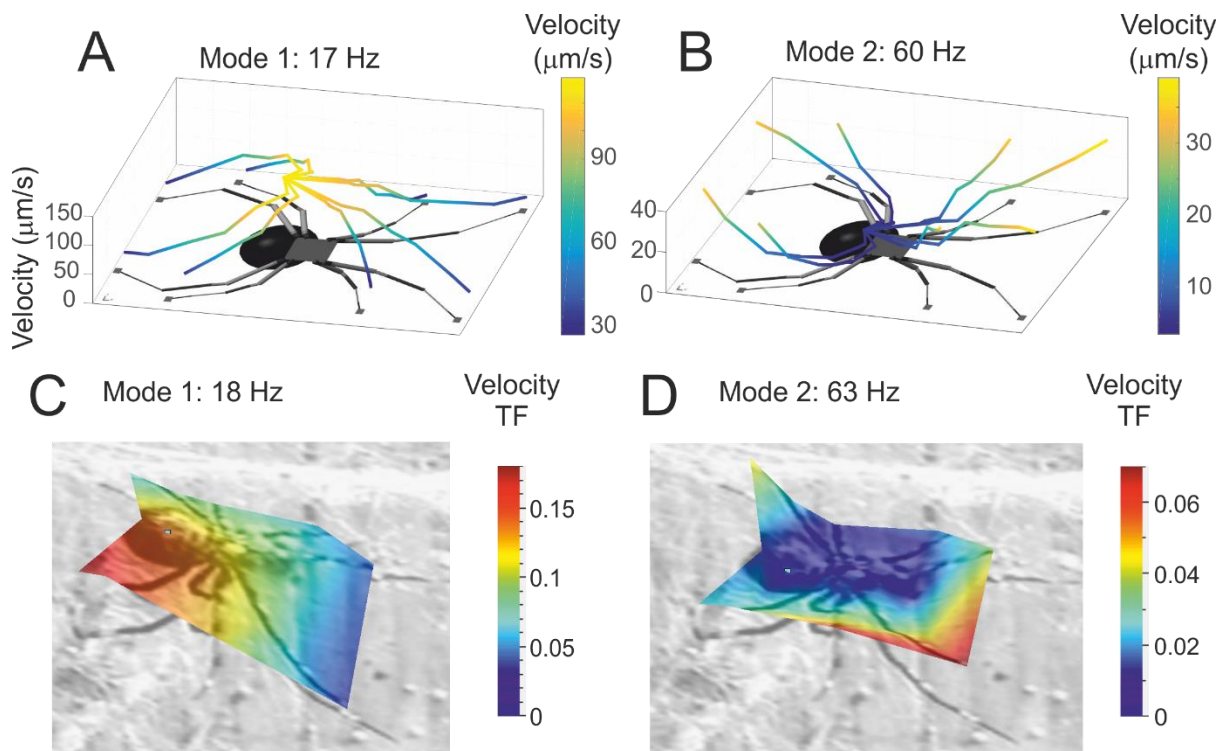 A
Mode 1: 17 Hz
Velocity
(μm/s)
90
60
30
Velocity (μm/s)
150
100
50
0
B
Mode 2: 60 Hz
Velocity
(μm/s)
30
20
10
40
20
0
C
Mode 1: 18 Hz
Velocity
TF
0.15
0.1
0.05
0
D
Mode 2: 63 Hz
Velocity
TF
0.06
0.04
0.02
0